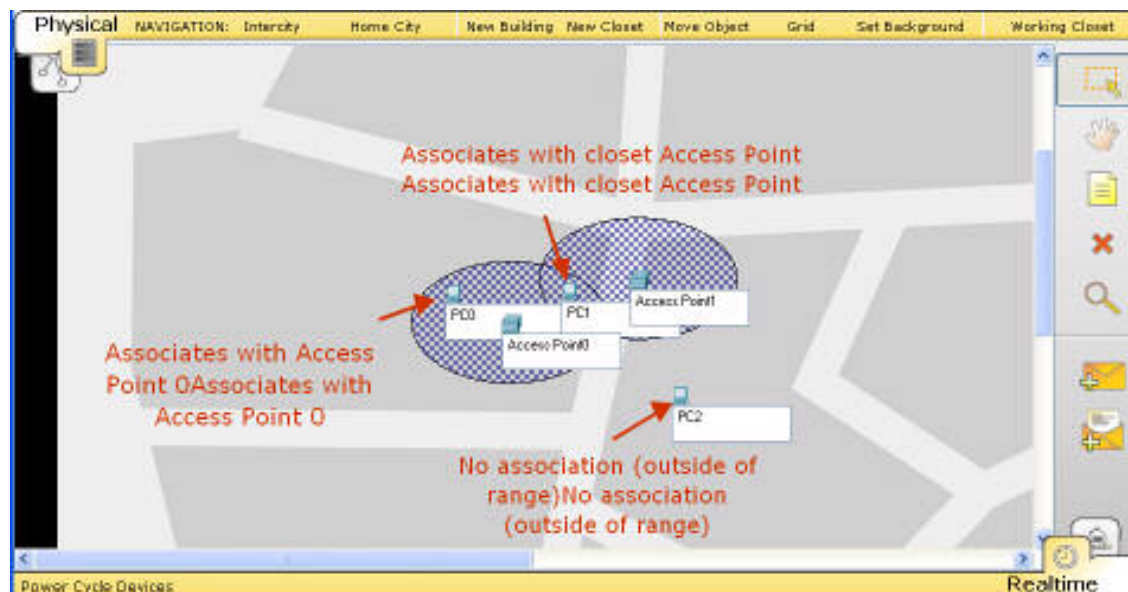 Physical NAVIGATION: Intercity Home City New Building New Closet Move Object Grid Set Background Working Closet
Associates with closet Access Point
Associates with closet Access Point
PC0
PC1
Access Point1
Access Point0
Associates with Access
Point 0Associates with
Access Point 0
PC2
No association (outside of
range)No association
(outside of range)
Power Cycle Devices
Realtime